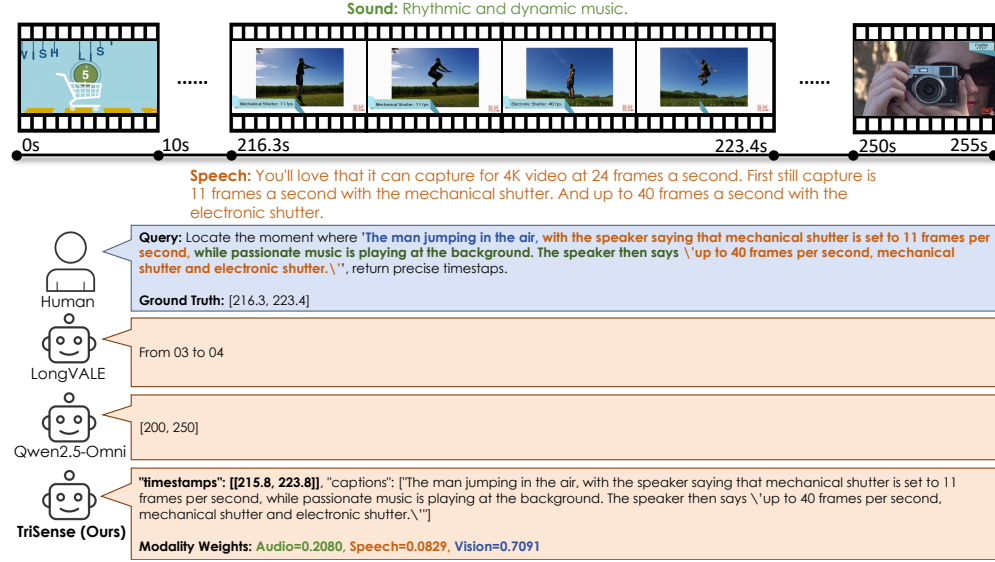 Sound: Rhythmic and dynamic music.
WISH LIS
5
Mechanical Shutter: 11 fps
Mechanical Shutter: 11 fps
Electronic Shutter: 40 fps
......
......
0s
10s
216.3s
223.4s
250s
255s
Speech: You'll love that it can capture for 4K video at 24 frames a second. First still capture is
11 frames a second with the mechanical shutter. And up to 40 frames a second with the
electronic shutter.
Human
Query: Locate the moment where 'The man jumping in the air, with the speaker saying that mechanical shutter is set to 11 frames per
second, while passionate music is playing at the background. The speaker then says \'up to 40 frames per second, mechanical
shutter and electronic shutter.\'', return precise timestaps.
Ground Truth: [216.3, 223.4]
LongVALE
From 03 to 04
Qwen2.5-Omni
[200, 250]
TriSense (Ours)
"timestamps": [[215.8, 223.8]], "captions": ["The man jumping in the air, with the speaker saying that mechanical shutter is set to 11
frames per second, while passionate music is playing at the background. The speaker then says \'up to 40 frames per second,
mechanical shutter and electronic shutter.\'"]
Modality Weights: Audio=0.2080, Speech=0.0829, Vision=0.7091